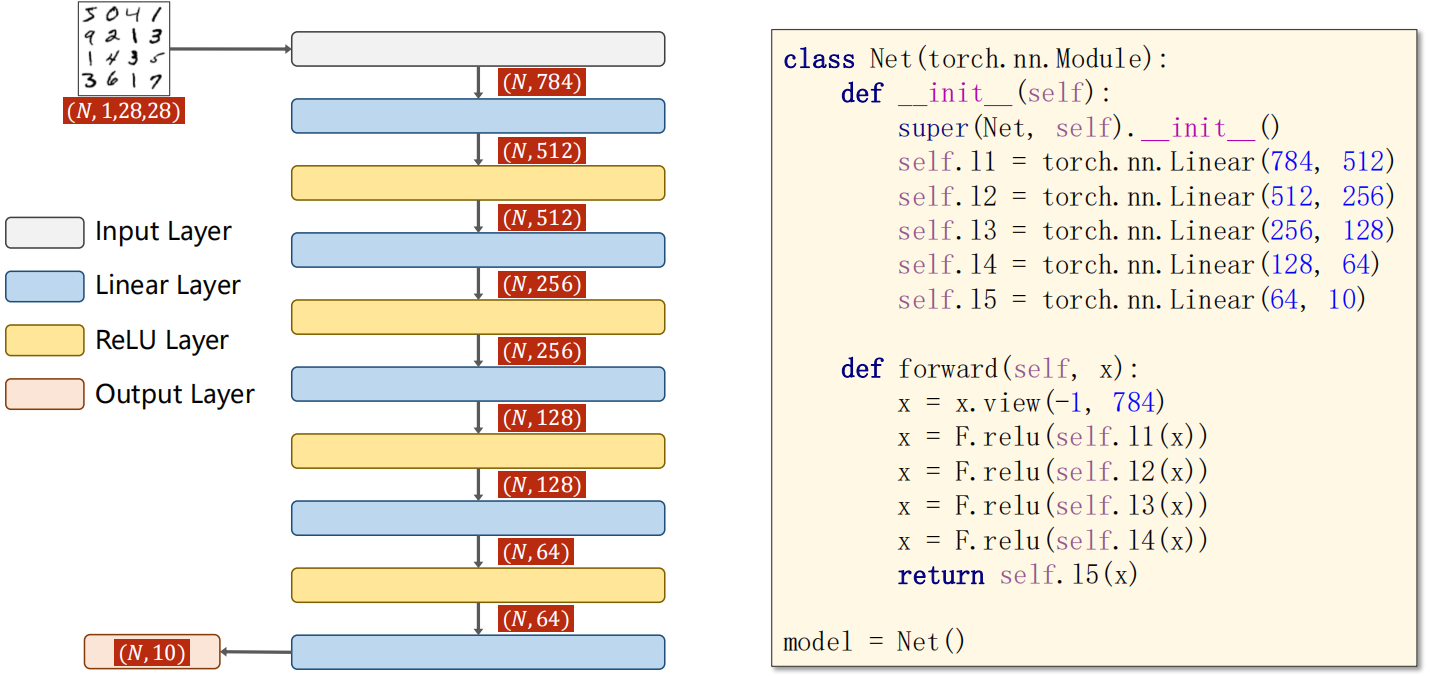 5 0 4 1
9 2 1 3
1 4 3 5
3 6 1 7
(N, 1,28,28)
(N, 784)
(N, 512)
(N, 512)
(N, 256)
(N, 256)
(N, 128)
(N, 128)
(N, 64)
(N, 64)
(N, 10)
Input Layer
Linear Layer
ReLU Layer
Output Layer
class Net(torch.nn.Module):
    def __init__(self):
        super(Net, self).__init__()
        self.l1 = torch.nn.Linear(784, 512)
        self.l2 = torch.nn.Linear(512, 256)
        self.l3 = torch.nn.Linear(256, 128)
        self.l4 = torch.nn.Linear(128, 64)
        self.l5 = torch.nn.Linear(64, 10)
    def forward(self, x):
        x = x.view(-1, 784)
        x = F.relu(self.l1(x))
        x = F.relu(self.l2(x))
        x = F.relu(self.l3(x))
        x = F.relu(self.l4(x))
        return self.l5(x)
model = Net()